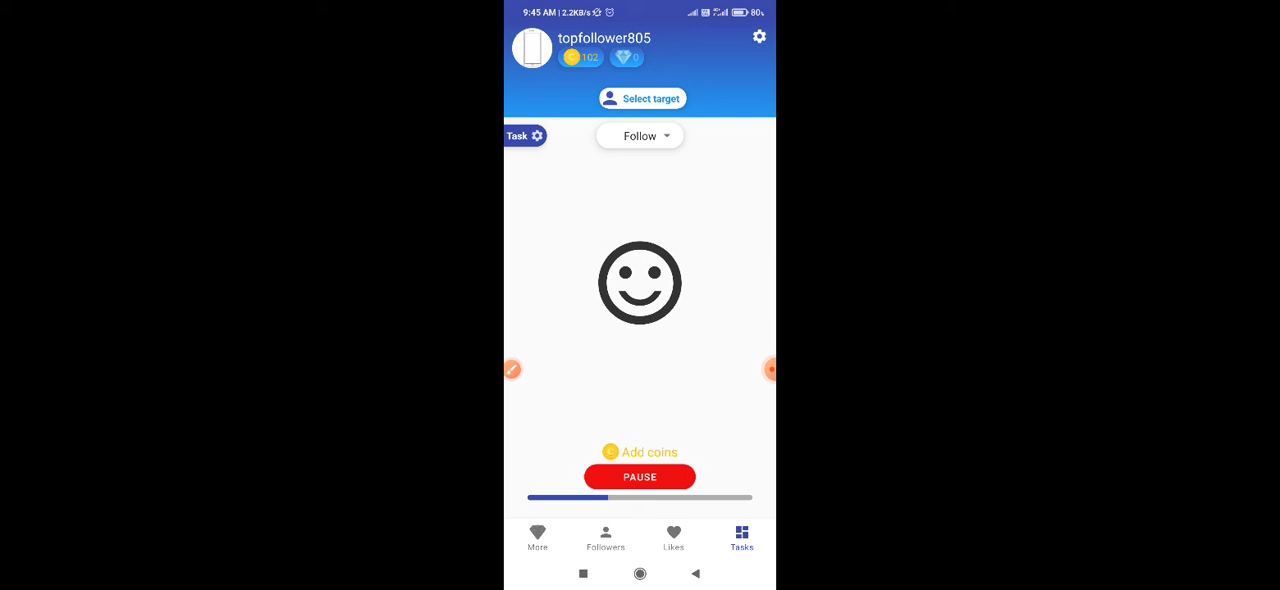 9:45 AM | 2.2KB/s
80%
topfollower805
102 0
Select target
Task
Follow
Add coins
PAUSE
More Followers Likes Tasks